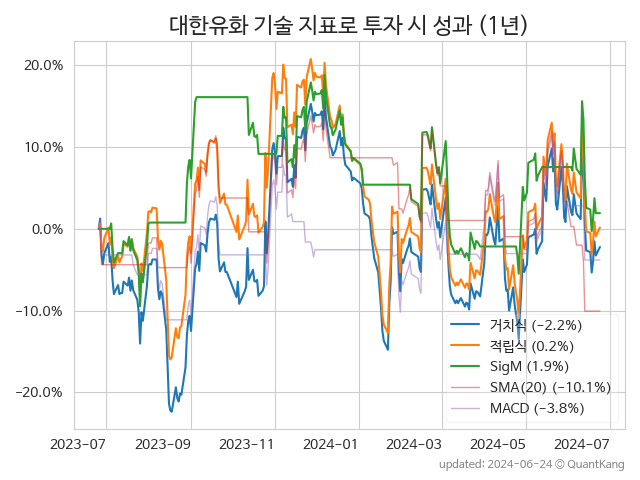 대한유화 기술 지표로 투자 시 성과 (1년)
20.0%
10.0%
0.0%
−10.0%
−20.0%
거치식 (−2.2%)
적립식 (0.2%)
SigM (1.9%)
SMA(20) (−10.1%)
MACD (−3.8%)
2023-07 2023-09 2023-11 2024-01 2024-03 2024-05 2024-07
updated: 2024-06-24 ⓒ QuantKang